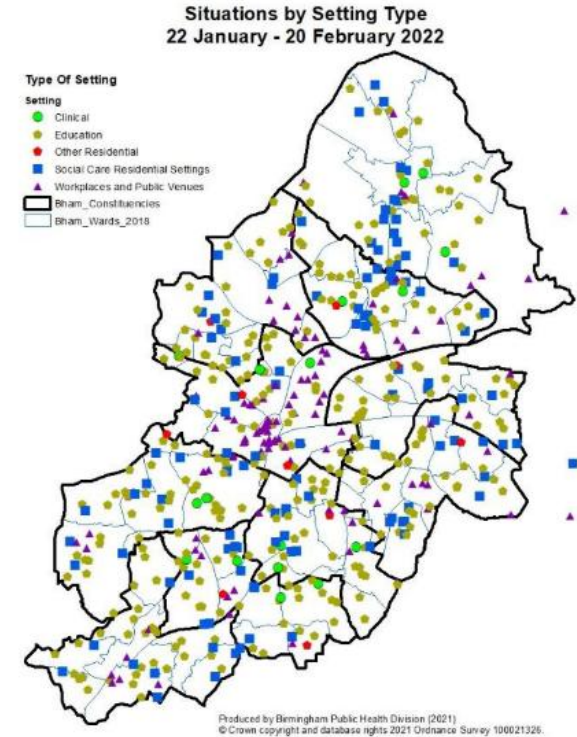 Situations by Setting Type
22 January - 20 February 2022
Type Of Setting
Setting
Clinical
Education
Other Residential
Social Care Residential Settings
Workplaces and Public Venues
Bham_Constituencies
Bham_Wards_2018
Produced by Birmingham Public Health Division (2021)
© Crown copyright and database rights 2021 Ordnance Survey 100021326.